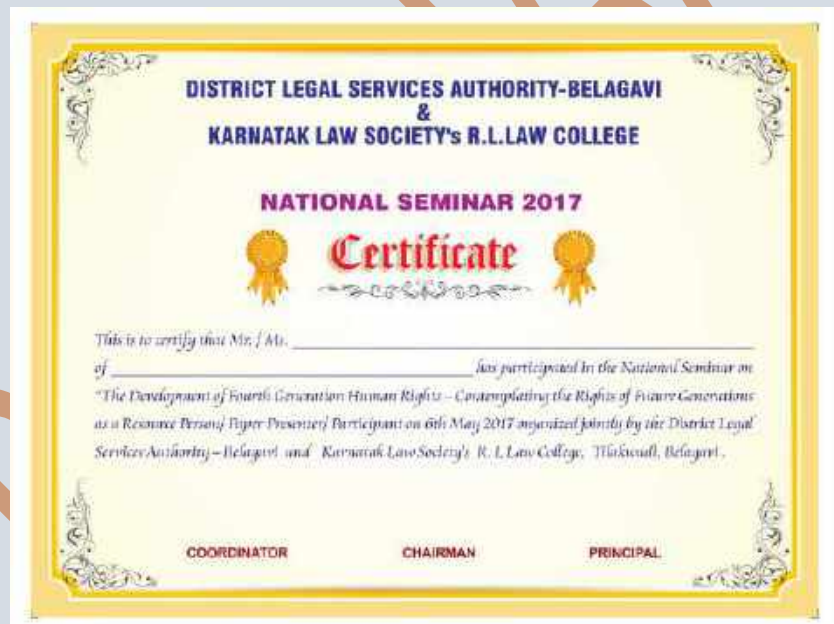 DISTRICT LEGAL SERVICES AUTHORITY-BELAGAVI
&
KARNATAK LAW SOCIETY's R.L.LAW COLLEGE
NATIONAL SEMINAR 2017
Certificate
This is to certify that Mr. / Ms.
of has participated in the National Seminar on
"The Development of Fourth Generation Human Rights – Contemplating the Rights of Future Generations
as a Resource Person/ Paper Presenter/ Participant on 6th May 2017 organized jointly by the District Legal
Services Authority – Belagavi and Karnatak Law Society's R. L Law College, Tilakwadi, Belagavi .
COORDINATOR CHAIRMAN PRINCIPAL